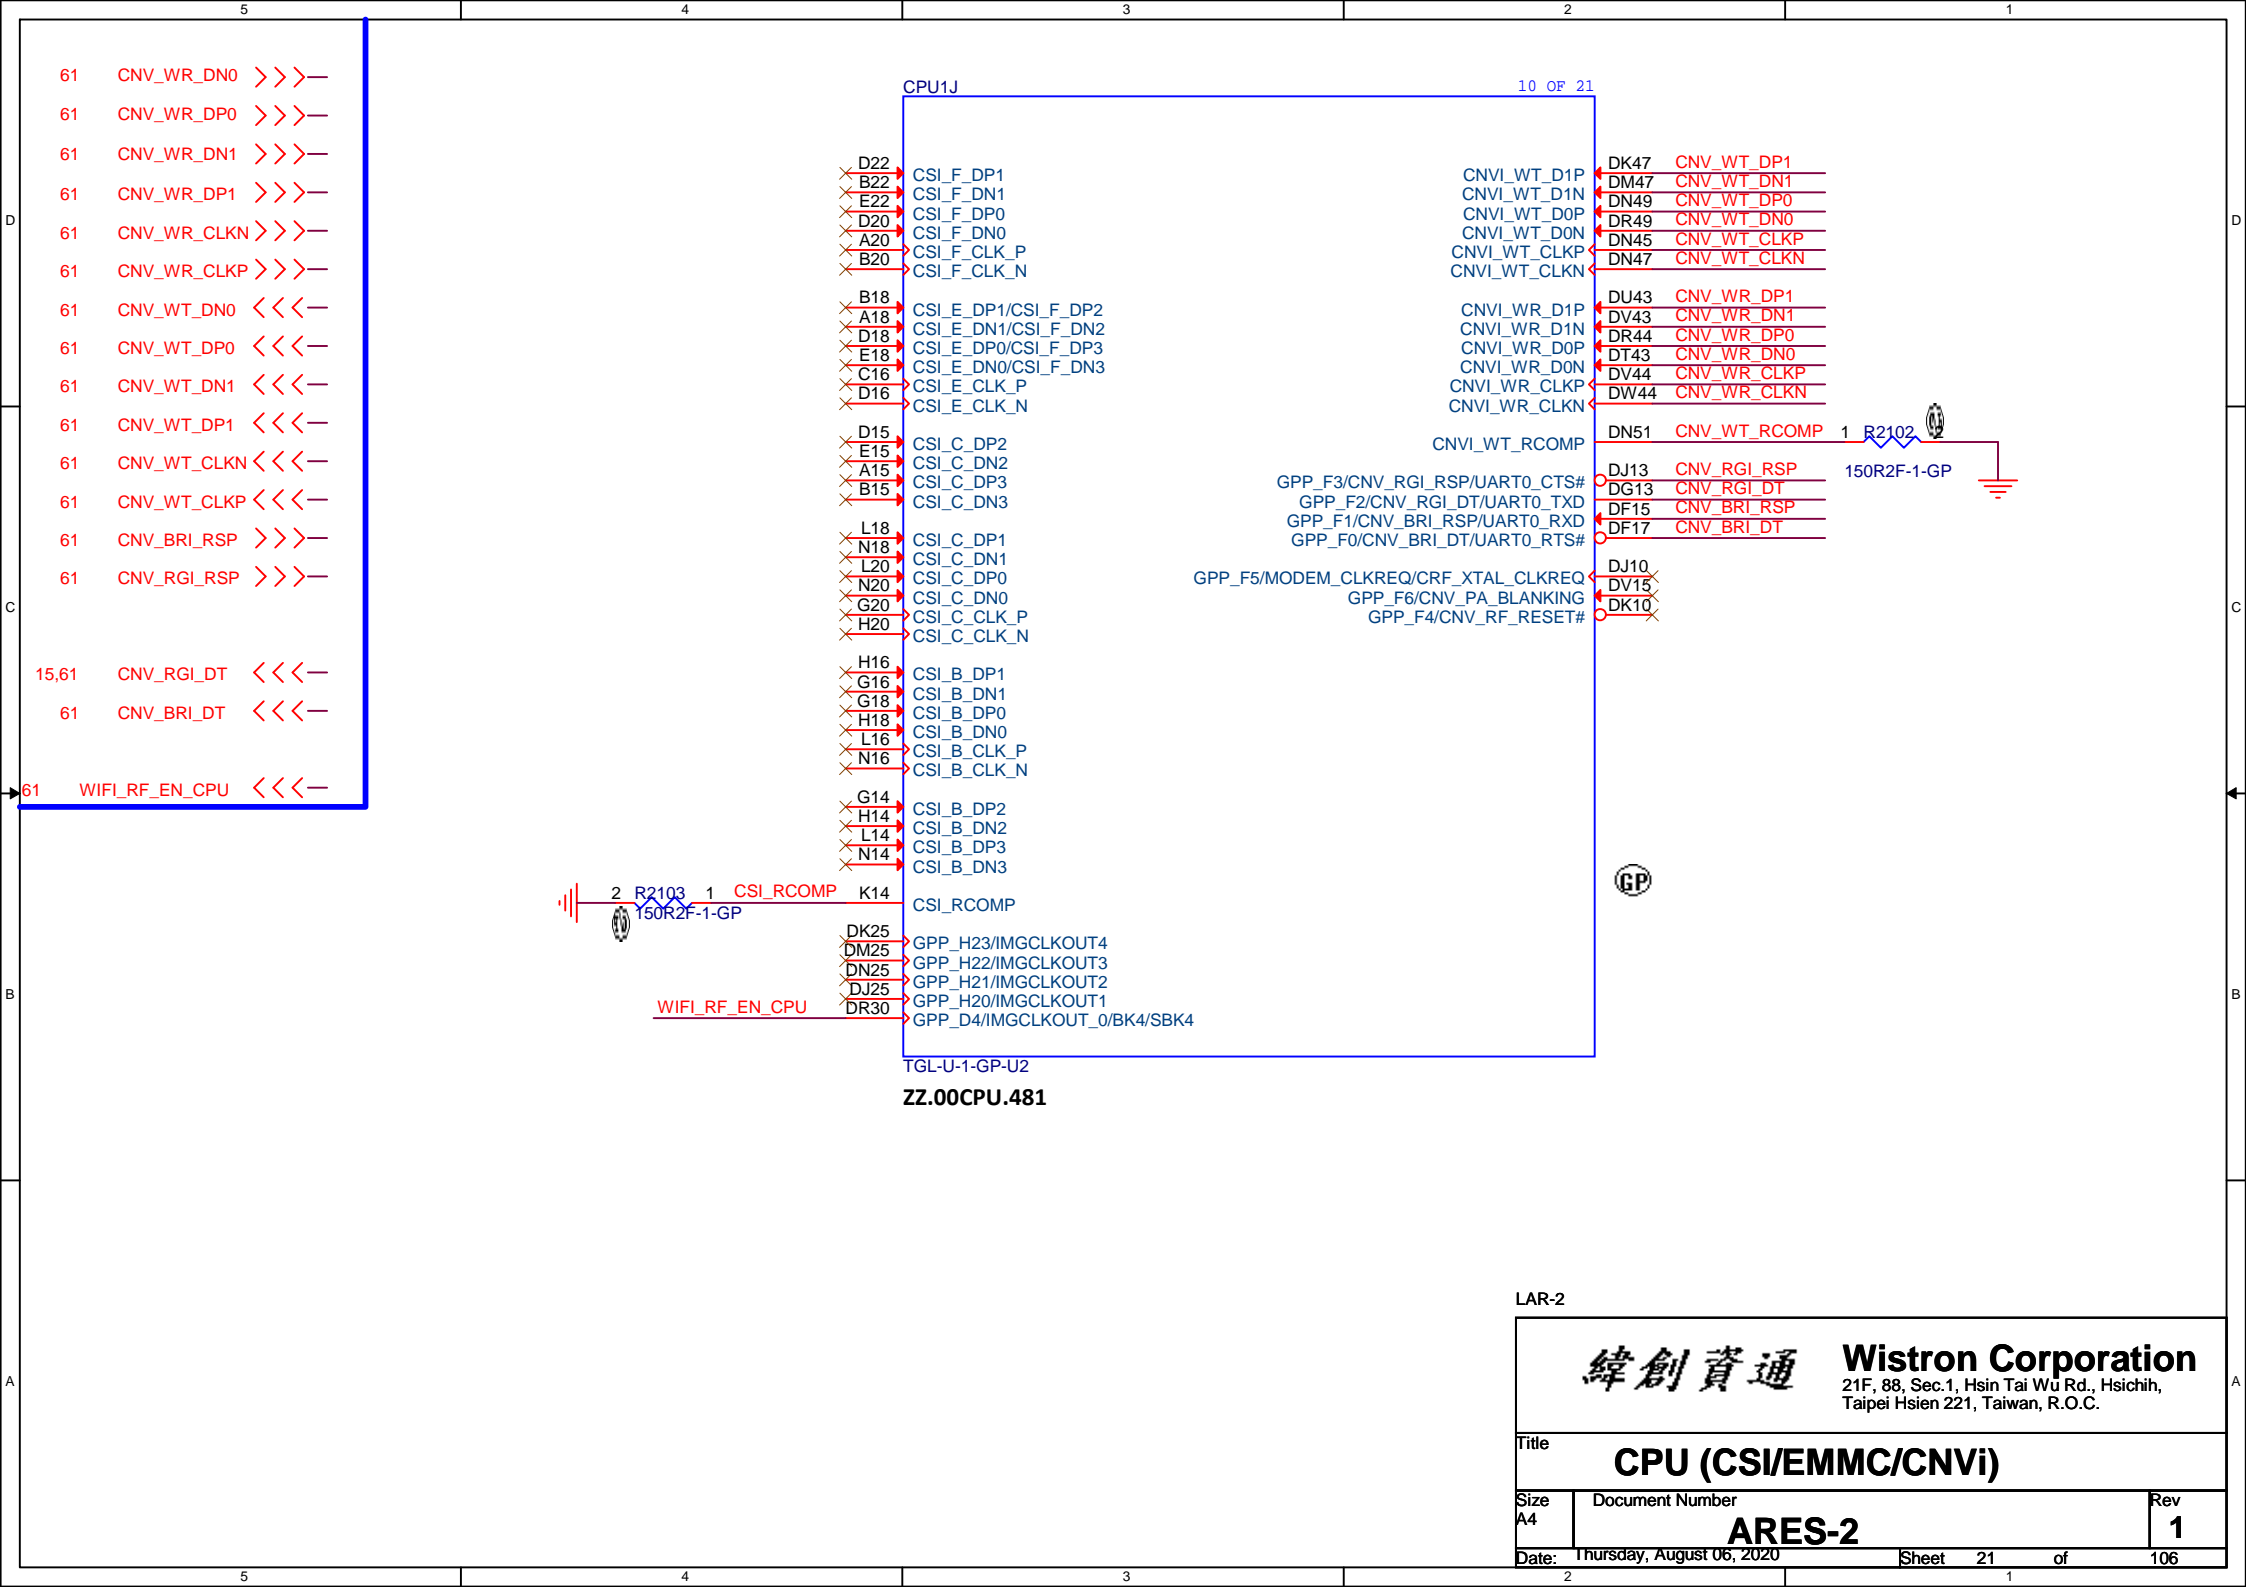 5 4 3 2 1
61 CNV_WR_DN0
61 CNV_WR_DP0
61 CNV_WR_DN1
61 CNV_WR_DP1
61 CNV_WR_CLKN
61 CNV_WR_CLKP
61 CNV_WT_DN0
61 CNV_WT_DP0
61 CNV_WT_DN1
61 CNV_WT_DP1
61 CNV_WT_CLKN
61 CNV_WT_CLKP
61 CNV_BRI_RSP
61 CNV_RGI_RSP
15,61 CNV_RGI_DT
61 CNV_BRI_DT
61 WIFI_RF_EN_CPU
D
C
B
A
CPU1J 10 OF 21
D22 CSI_F_DP1
B22 CSI_F_DN1
E22 CSI_F_DP0
D20 CSI_F_DN0
A20 CSI_F_CLK_P
B20 CSI_F_CLK_N
B18 CSI_E_DP1/CSI_F_DP2
A18 CSI_E_DN1/CSI_F_DN2
D18 CSI_E_DP0/CSI_F_DP3
E18 CSI_E_DN0/CSI_F_DN3
C16 CSI_E_CLK_P
D16 CSI_E_CLK_N
D15 CSI_C_DP2
E15 CSI_C_DN2
A15 CSI_C_DP3
B15 CSI_C_DN3
L18 CSI_C_DP1
N18 CSI_C_DN1
L20 CSI_C_DP0
N20 CSI_C_DN0
G20 CSI_C_CLK_P
H20 CSI_C_CLK_N
H16 CSI_B_DP1
G16 CSI_B_DN1
G18 CSI_B_DP0
H18 CSI_B_DN0
L16 CSI_B_CLK_P
N16 CSI_B_CLK_N
G14 CSI_B_DP2
H14 CSI_B_DN2
L14 CSI_B_DP3
N14 CSI_B_DN3
2 R2103 1 CSI_RCOMP K14 CSI_RCOMP
150R2F-1-GP
DK25 GPP_H23/IMGCLKOUT4
DM25 GPP_H22/IMGCLKOUT3
DN25 GPP_H21/IMGCLKOUT2
DJ25 GPP_H20/IMGCLKOUT1
WIFI_RF_EN_CPU DR30 GPP_D4/IMGCLKOUT_0/BK4/SBK4
CNVI_WT_D1P DK47 CNV_WT_DP1
CNVI_WT_D1N DM47 CNV_WT_DN1
CNVI_WT_D0P DN49 CNV_WT_DP0
CNVI_WT_D0N DR49 CNV_WT_DN0
CNVI_WT_CLKP DN45 CNV_WT_CLKP
CNVI_WT_CLKN DN47 CNV_WT_CLKN
CNVI_WR_D1P DU43 CNV_WR_DP1
CNVI_WR_D1N DV43 CNV_WR_DN1
CNVI_WR_D0P DR44 CNV_WR_DP0
CNVI_WR_D0N DT43 CNV_WR_DN0
CNVI_WR_CLKP DV44 CNV_WR_CLKP
CNVI_WR_CLKN DW44 CNV_WR_CLKN
CNVI_WT_RCOMP DN51 CNV_WT_RCOMP 1 R2102 2
150R2F-1-GP
GPP_F3/CNV_RGI_RSP/UART0_CTS# DJ13 CNV_RGI_RSP
GPP_F2/CNV_RGI_DT/UART0_TXD DG13 CNV_RGI_DT
GPP_F1/CNV_BRI_RSP/UART0_RXD DF15 CNV_BRI_RSP
GPP_F0/CNV_BRI_DT/UART0_RTS# DF17 CNV_BRI_DT
GPP_F5/MODEM_CLKREQ/CRF_XTAL_CLKREQ DJ10
GPP_F6/CNV_PA_BLANKING DV15
GPP_F4/CNV_RF_RESET# DK10
GP
TGL-U-1-GP-U2
ZZ.00CPU.481
D
C
B
A
LAR-2
緯創資通 Wistron Corporation
21F, 88, Sec.1, Hsin Tai Wu Rd., Hsichih,
Taipei Hsien 221, Taiwan, R.O.C.
Title
CPU (CSI/EMMC/CNVi)
Size Document Number Rev
A4 ARES-2 1
Date: Thursday, August 06, 2020 Sheet 21 of 106
5 4 3 2 1